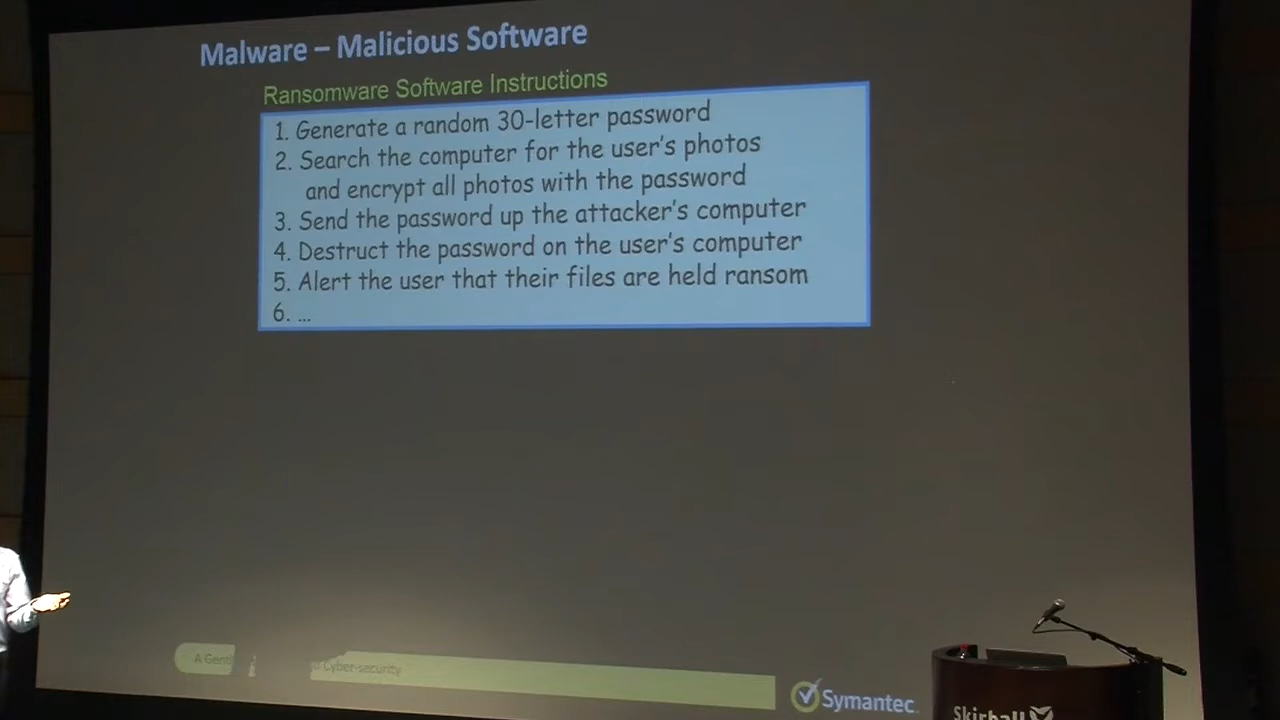 Malware – Malicious Software
Ransomware Software Instructions
1. Generate a random 30-letter password
2. Search the computer for the user's photos
and encrypt all photos with the password
3. Send the password up the attacker's computer
4. Destruct the password on the user's computer
5. Alert the user that their files are held ransom
6. ...
A Cyber-security
Symantec.
Skirball